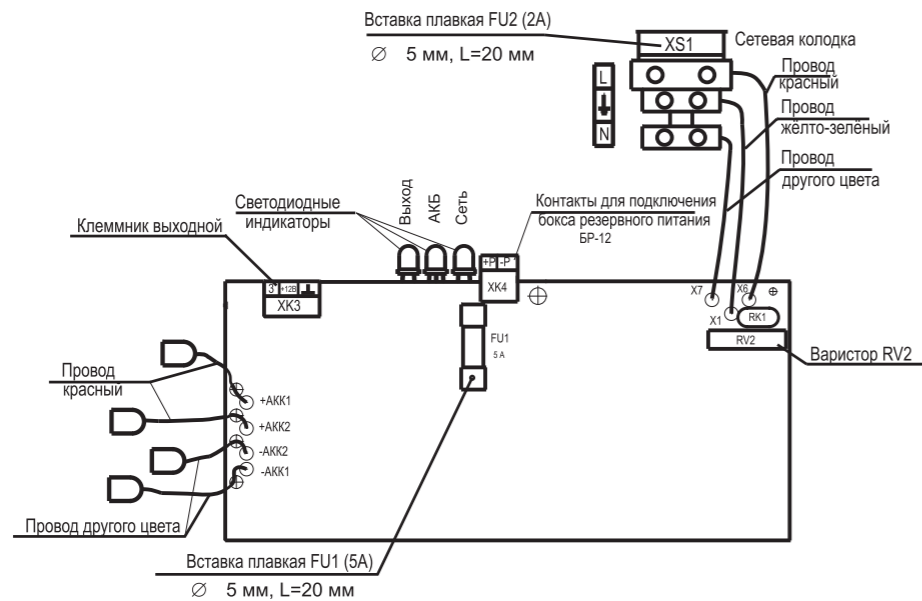 Вставка плавкая FU2 (2А)
∅ 5 мм, L=20 мм
XS1
Сетевая колодка
L
N
Провод
красный
Провод
жёлто-зелёный
Провод
другого цвета
Светодиодные
индикаторы
Выход
АКБ
Сеть
Контакты для подключения
бокса резервного питания
БР-12
Клеммник выходной
3 +12В
XK3
+P -P
XK4
FU1
5 А
X7
X1
X6
RK1
RV2
Варистор RV2
Провод
красный
+АКК1
+АКК2
-АКК2
-АКК1
Провод другого цвета
Вставка плавкая FU1 (5А)
∅ 5 мм, L=20 мм